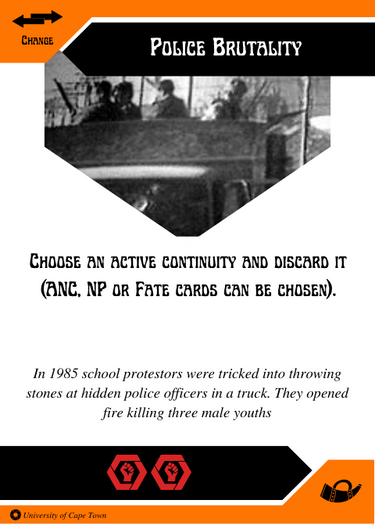 Change
Police Brutality
Choose an active continuity and discard it
(ANC, NP or Fate cards can be chosen).
In 1985 school protestors were tricked into throwing
stones at hidden police officers in a truck. They opened
fire killing three male youths
University of Cape Town